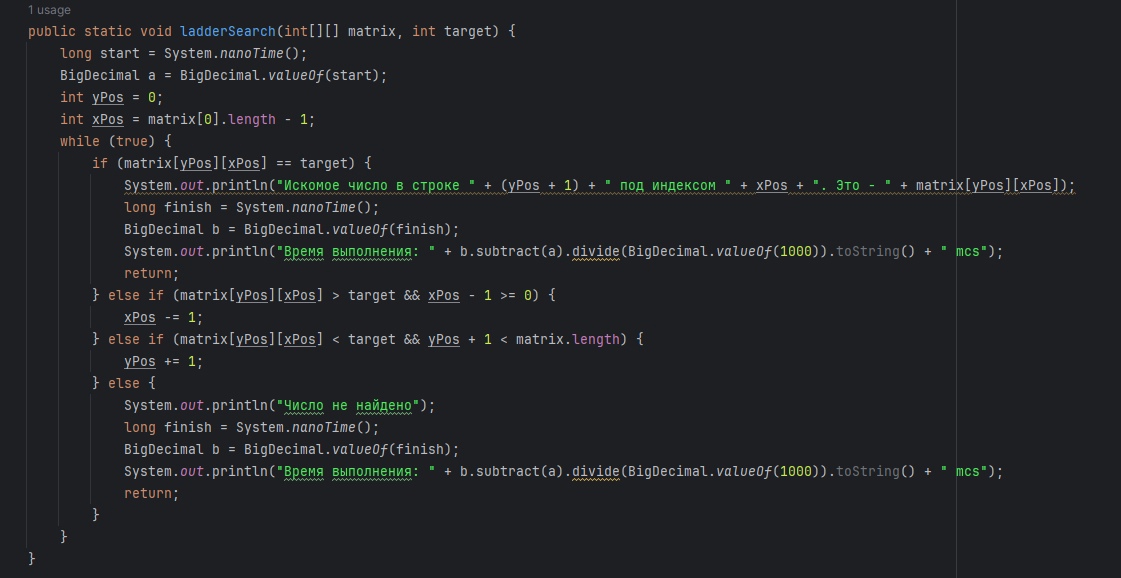 1 usage
public static void ladderSearch(int[][] matrix, int target) {
    long start = System.nanoTime();
    BigDecimal a = BigDecimal.valueOf(start);
    int yPos = 0;
    int xPos = matrix[0].length - 1;
    while (true) {
        if (matrix[yPos][xPos] == target) {
            System.out.println("Искомое число в строке " + (yPos + 1) + " под индексом " + xPos + ". Это - " + matrix[yPos][xPos]);
            long finish = System.nanoTime();
            BigDecimal b = BigDecimal.valueOf(finish);
            System.out.println("Время выполнения: " + b.subtract(a).divide(BigDecimal.valueOf(1000)).toString() + " mcs");
            return;
        } else if (matrix[yPos][xPos] > target && xPos - 1 >= 0) {
            xPos -= 1;
        } else if (matrix[yPos][xPos] < target && yPos + 1 < matrix.length) {
            yPos += 1;
        } else {
            System.out.println("Число не найдено");
            long finish = System.nanoTime();
            BigDecimal b = BigDecimal.valueOf(finish);
            System.out.println("Время выполнения: " + b.subtract(a).divide(BigDecimal.valueOf(1000)).toString() + " mcs");
            return;
        }
    }
}